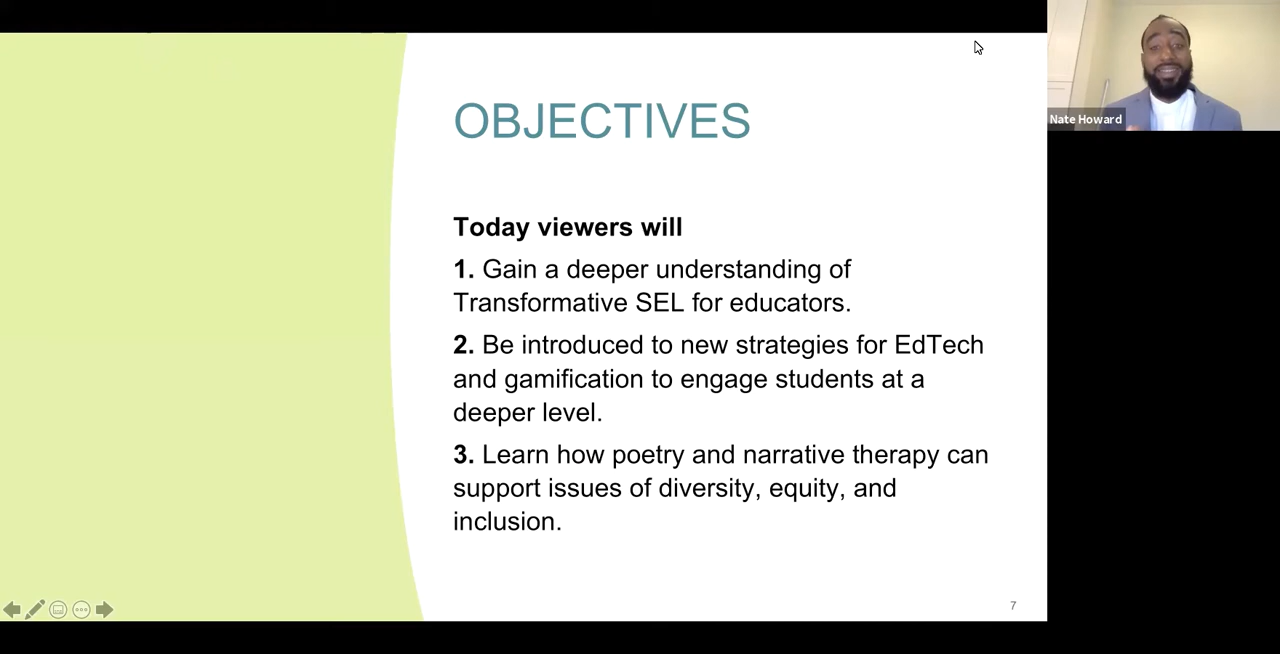 OBJECTIVES
Nate Howard
Today viewers will
1. Gain a deeper understanding of
Transformative SEL for educators.
2. Be introduced to new strategies for EdTech
and gamification to engage students at a
deeper level.
3. Learn how poetry and narrative therapy can
support issues of diversity, equity, and
inclusion.
7